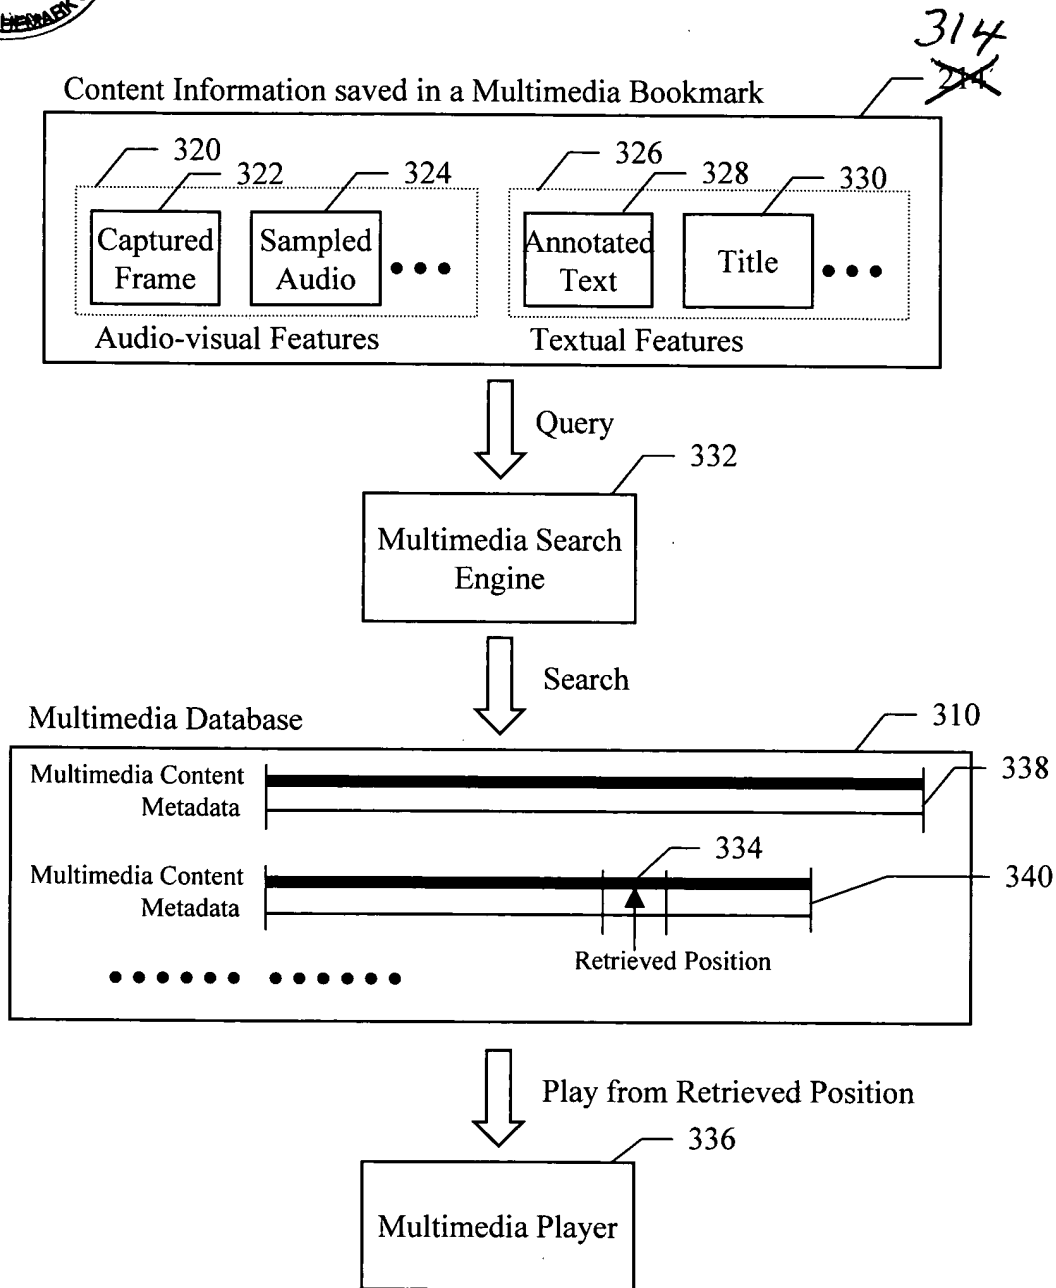 314
Content Information saved in a Multimedia Bookmark
214
320
322
324
326
328
330
Captured
Frame
Sampled
Audio
Annotated
Text
Title
Audio-visual Features
Textual Features
Query
332
Multimedia Search
Engine
Search
Multimedia Database
310
Multimedia Content
Metadata
338
334
Multimedia Content
Metadata
340
Retrieved Position
Play from Retrieved Position
336
Multimedia Player